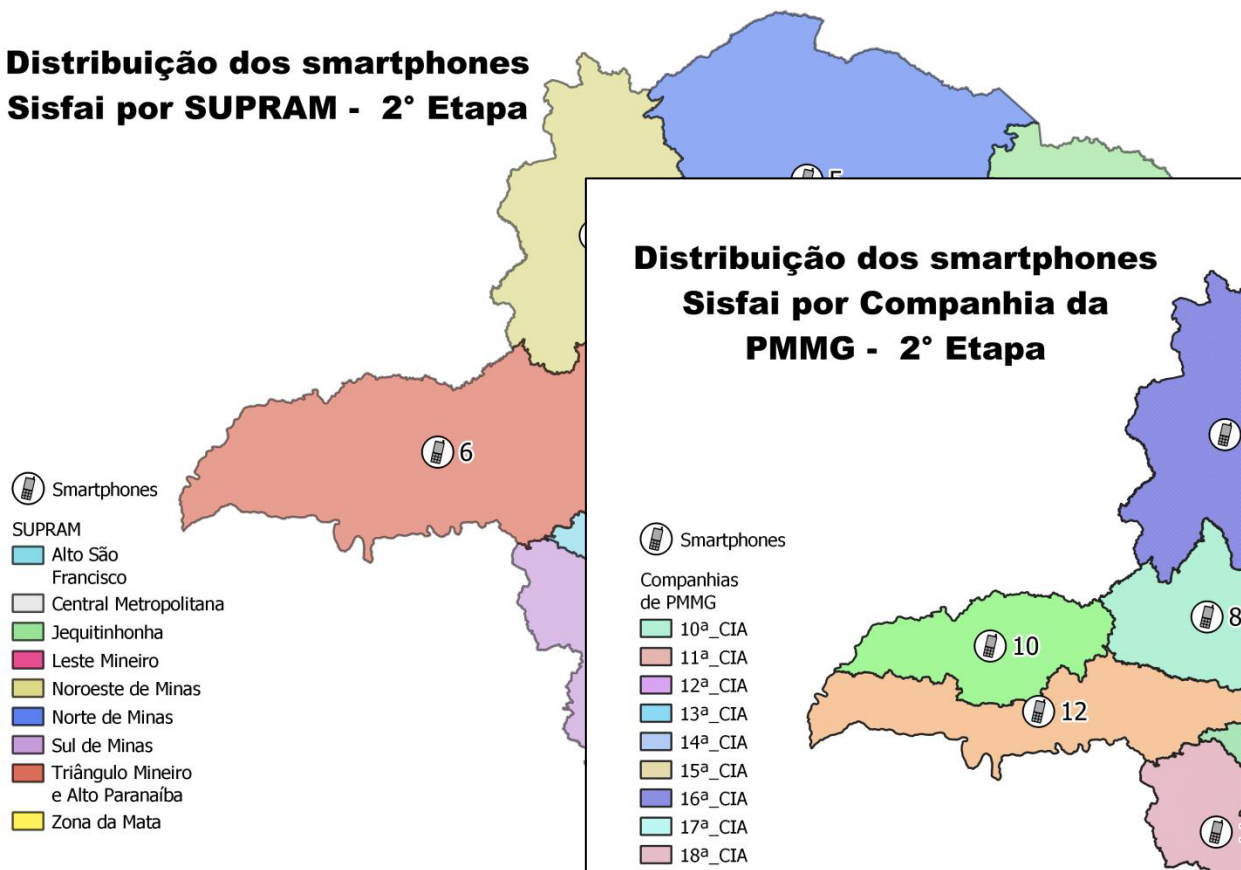 Distribuição dos smartphones
Sisfai por SUPRAM - 2° Etapa
6
Smartphones
SUPRAM
Alto São
Francisco
Central Metropolitana
Jequitinhonha
Leste Mineiro
Noroeste de Minas
Norte de Minas
Sul de Minas
Triângulo Mineiro
e Alto Paranaíba
Zona da Mata
Distribuição dos smartphones
Sisfai por Companhia da
PMMG - 2° Etapa
8
10
12
Smartphones
Companhias
de PMMG
10ª_CIA
11ª_CIA
12ª_CIA
13ª_CIA
14ª_CIA
15ª_CIA
16ª_CIA
17ª_CIA
18ª_CIA